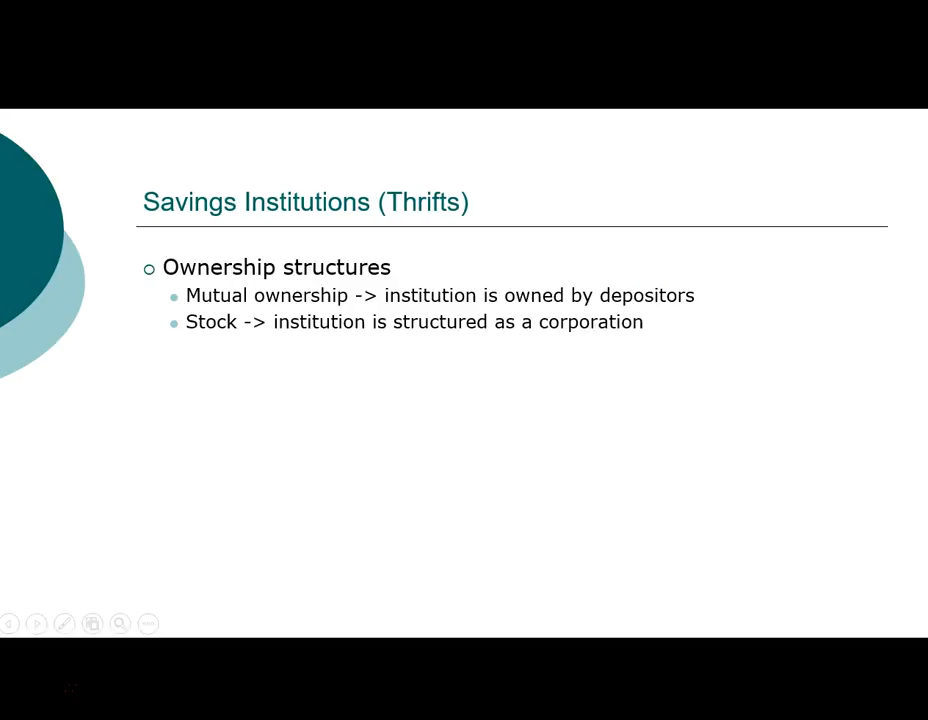 Savings Institutions (Thrifts)
Ownership structures
Mutual ownership -> institution is owned by depositors
Stock -> institution is structured as a corporation